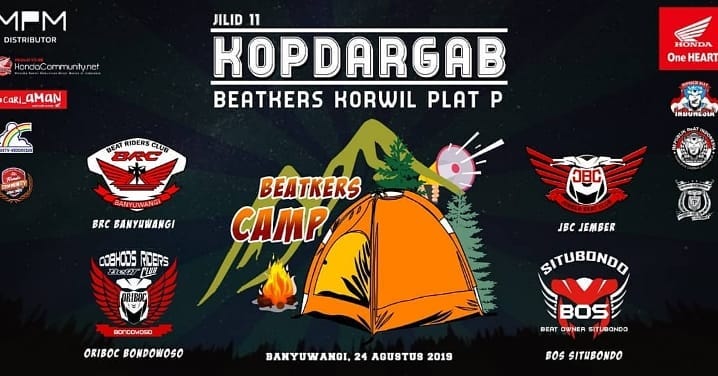 MPM
DISTRIBUTOR
HondaCommunity.net
#CARI_AMAN
JILID 11
KOPDARGAB
BEATKERS KORWIL PLAT P
HONDA
One HEART
INDONESIA
BEAT RIDERS CLUB
BRC
BANYUWANGI
BRC BANYUWANGI
BEATKERS
CAMP
JBC
JBC JEMBER
RIDERS
CLUB
ORIBOC
BONDOWOSO
ORIBOC BONDOWOSO
SITUBONDO
BOS
BEAT OWNER SITUBONDO
BOS SITUBONDO
BANYUWANGI, 24 AGUSTUS 2019